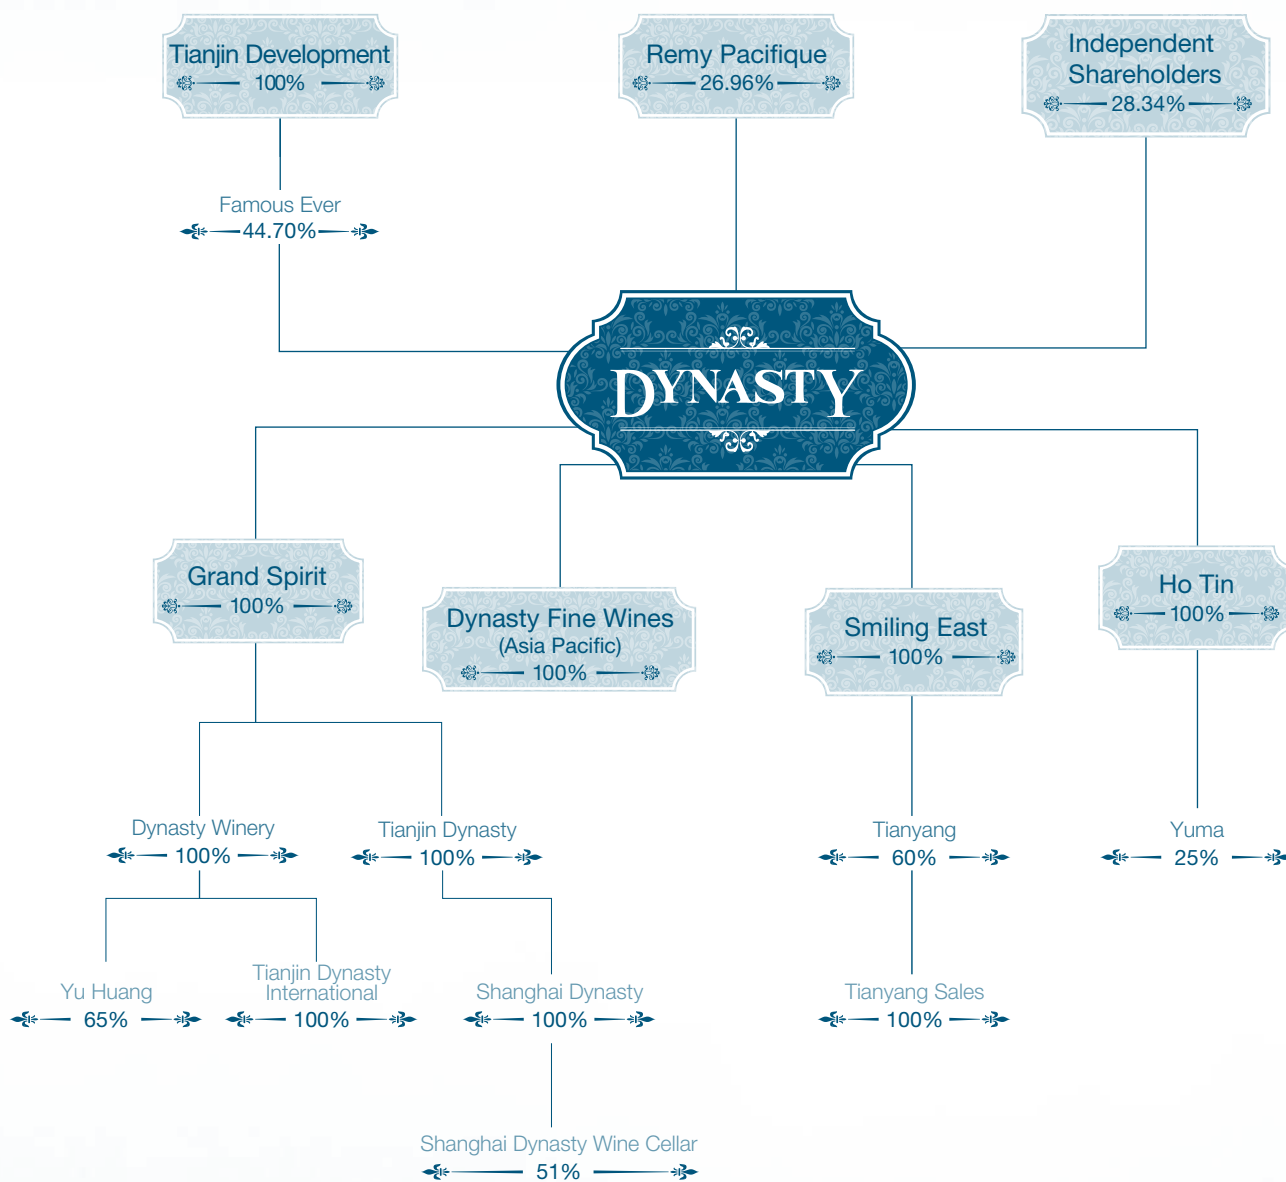 Tianjin Development
100%
Remy Pacifique
26.96%
Independent
Shareholders
28.34%
Famous Ever
44.70%
DYNASTY
Grand Spirit
100%
Dynasty Fine Wines
(Asia Pacific)
100%
Smiling East
100%
Ho Tin
100%
Dynasty Winery
100%
Tianjin Dynasty
100%
Tianyang
60%
Yuma
25%
Yu Huang
65%
Tianjin Dynasty
International
100%
Shanghai Dynasty
100%
Tianyang Sales
100%
Shanghai Dynasty Wine Cellar
51%